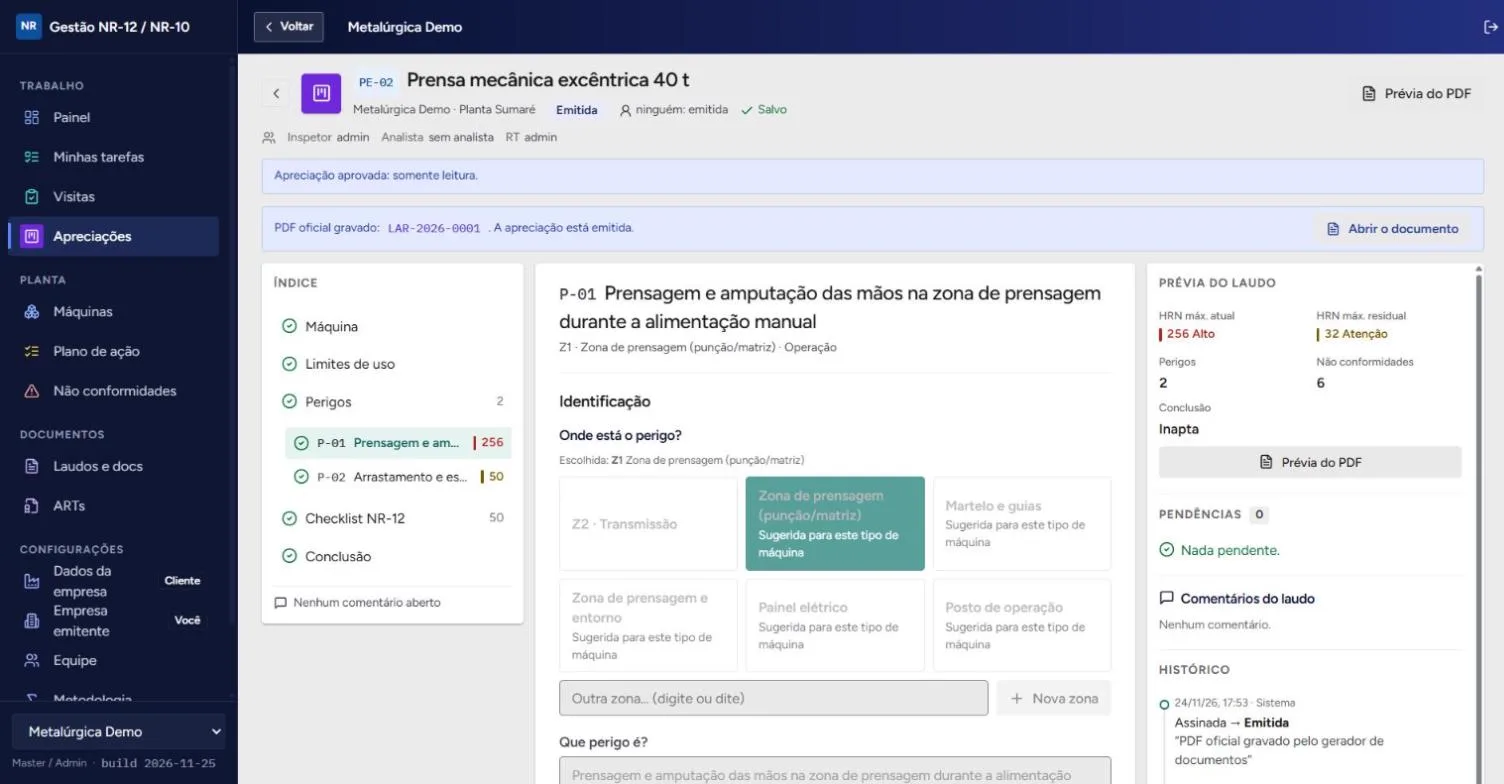 NR Gestão NR-12 / NR-10
TRABALHO
Painel
Minhas tarefas
Visitas
Apreciações
PLANTA
Máquinas
Plano de ação
Não conformidades
DOCUMENTOS
Laudos e docs
ARTs
CONFIGURAÇÕES
Dados da
empresa
Cliente
Empresa
emitente
Você
Equipe
Metodologia
Metalúrgica Demo
Master / Admin · build 2026-11-25
Voltar
Metalúrgica Demo
PE-02 Prensa mecânica excêntrica 40 t
Metalúrgica Demo · Planta Sumaré Emitida ninguém: emitida Salvo
Prévia do PDF
Inspetor admin Analista sem analista RT admin
Apreciação aprovada: somente leitura.
PDF oficial gravado: LAR-2026-0001 . A apreciação está emitida.
Abrir o documento
ÍNDICE
Máquina
Limites de uso
Perigos 2
P-01 Prensagem e am... 256
P-02 Arrastamento e es... 50
Checklist NR-12 50
Conclusão
Nenhum comentário aberto
P-01 Prensagem e amputação das mãos na zona de prensagem
durante a alimentação manual
Z1 · Zona de prensagem (punção/matriz) · Operação
Identificação
Onde está o perigo?
Escolhida: Z1 Zona de prensagem (punção/matriz)
Z2 · Transmissão
Zona de prensagem
(punção/matriz)
Sugerida para este tipo de
máquina
Martelo e guias
Sugerida para este tipo de
máquina
Zona de prensagem e
entorno
Sugerida para este tipo de
máquina
Painel elétrico
Sugerida para este tipo de
máquina
Posto de operação
Sugerida para este tipo de
máquina
Outra zona... (digite ou dite)
+ Nova zona
Que perigo é?
Prensagem e amputação das mãos na zona de prensagem durante a alimentação
PRÉVIA DO LAUDO
HRN máx. atual
256 Alto
HRN máx. residual
32 Atenção
Perigos
2
Não conformidades
6
Conclusão
Inapta
Prévia do PDF
PENDÊNCIAS 0
Nada pendente.
Comentários do laudo
Nenhum comentário.
HISTÓRICO
24/11/26, 17:53 · Sistema
Assinada → Emitida
"PDF oficial gravado pelo gerador de
documentos"